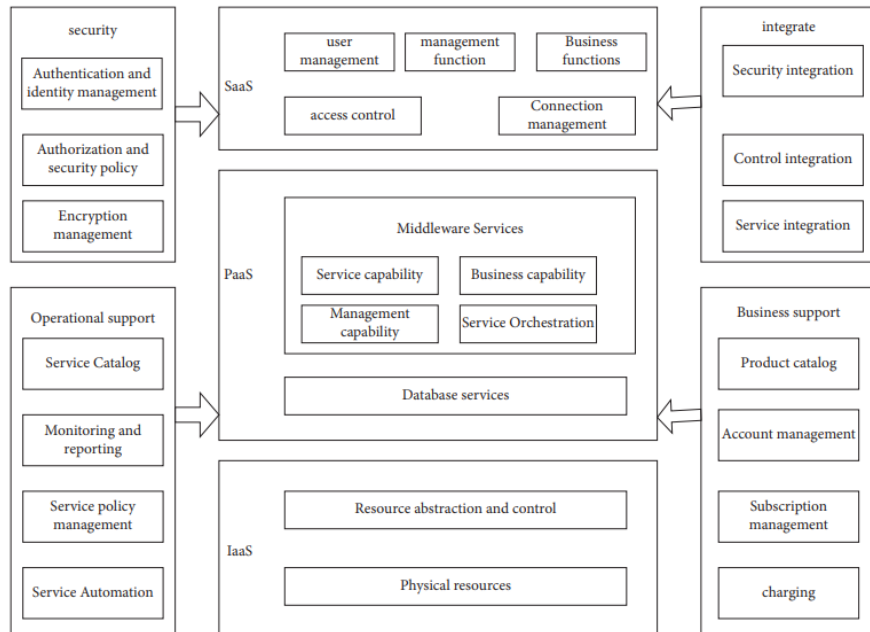 security
Authentication and
identity management
Authorization and
security policy
Encryption
management
Operational support
Service Catalog
Monitoring and
reporting
Service policy
management
Service Automation
SaaS
user
management
management
function
Business
functions
access control
Connection
management
PaaS
Middleware Services
Service capability
Business capability
Management
capability
Service Orchestration
Database services
IaaS
Resource abstraction and control
Physical resources
integrate
Security integration
Control integration
Service integration
Business support
Product catalog
Account management
Subscription
management
charging